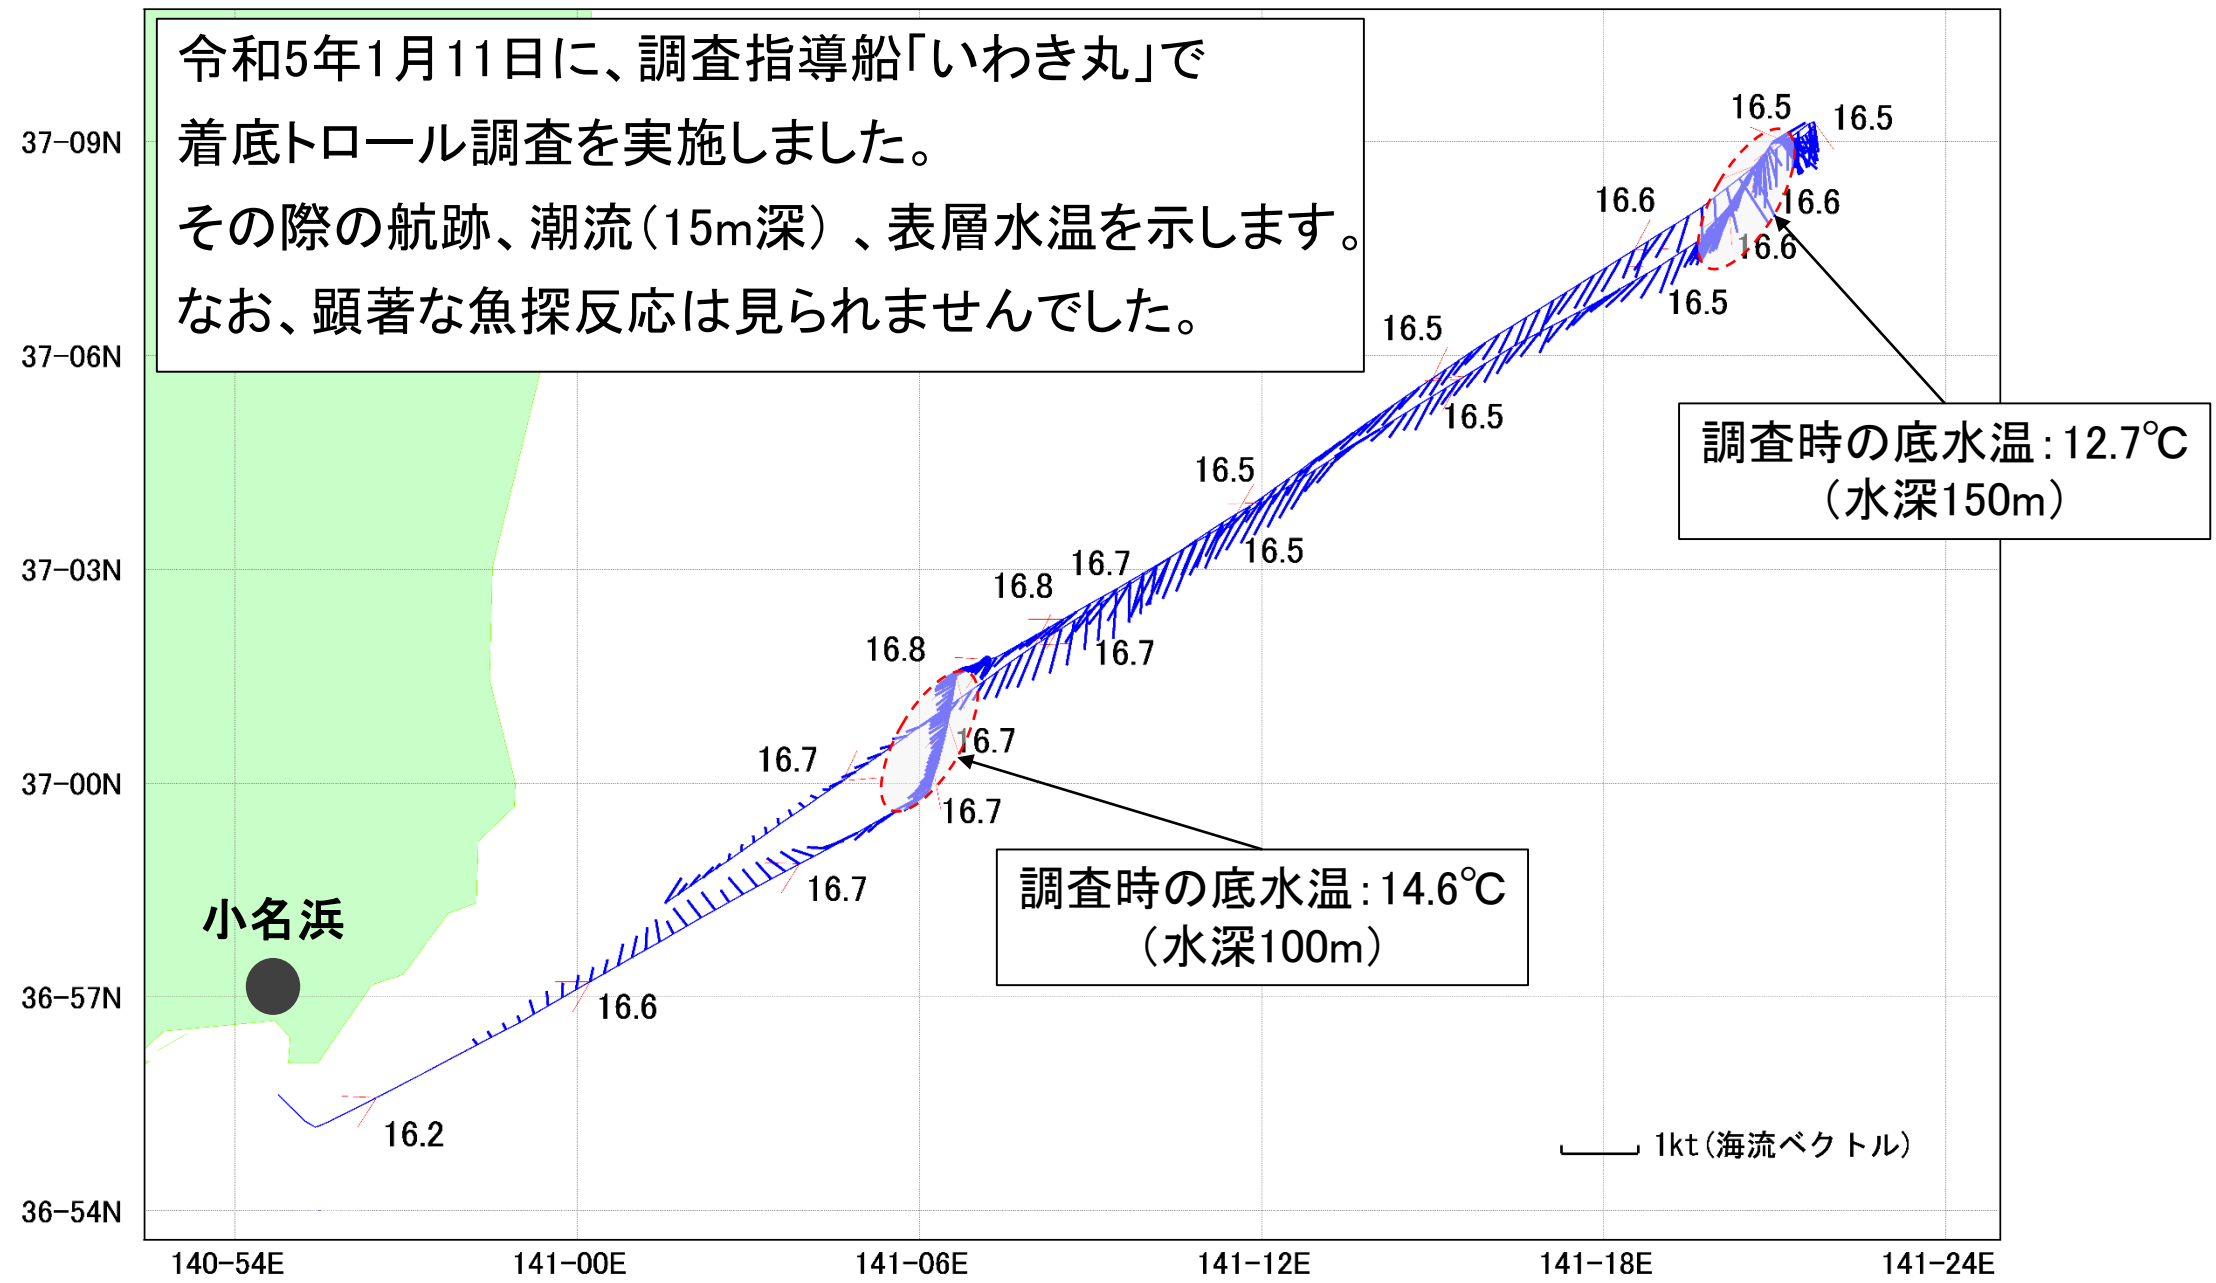 令和5年1月11日に、調査指導船｢いわき丸｣で
着底トロール調査を実施しました。
その際の航跡、潮流（15m深）、表層水温を示します。
なお、顕著な魚探反応は見られませんでした。
37-09N
37-06N
37-03N
37-00N
36-57N
36-54N
16.5
16.5
16.6
16.6
16.6
16.5
16.5
16.5
16.5
16.5
16.7
16.8
16.7
16.8
16.7
16.7
16.7
16.7
16.6
16.2
調査時の底水温：12.7℃
（水深150m）
調査時の底水温：14.6℃
（水深100m）
小名浜
1kt(海流ベクトル)
140-54E
141-00E
141-06E
141-12E
141-18E
141-24E